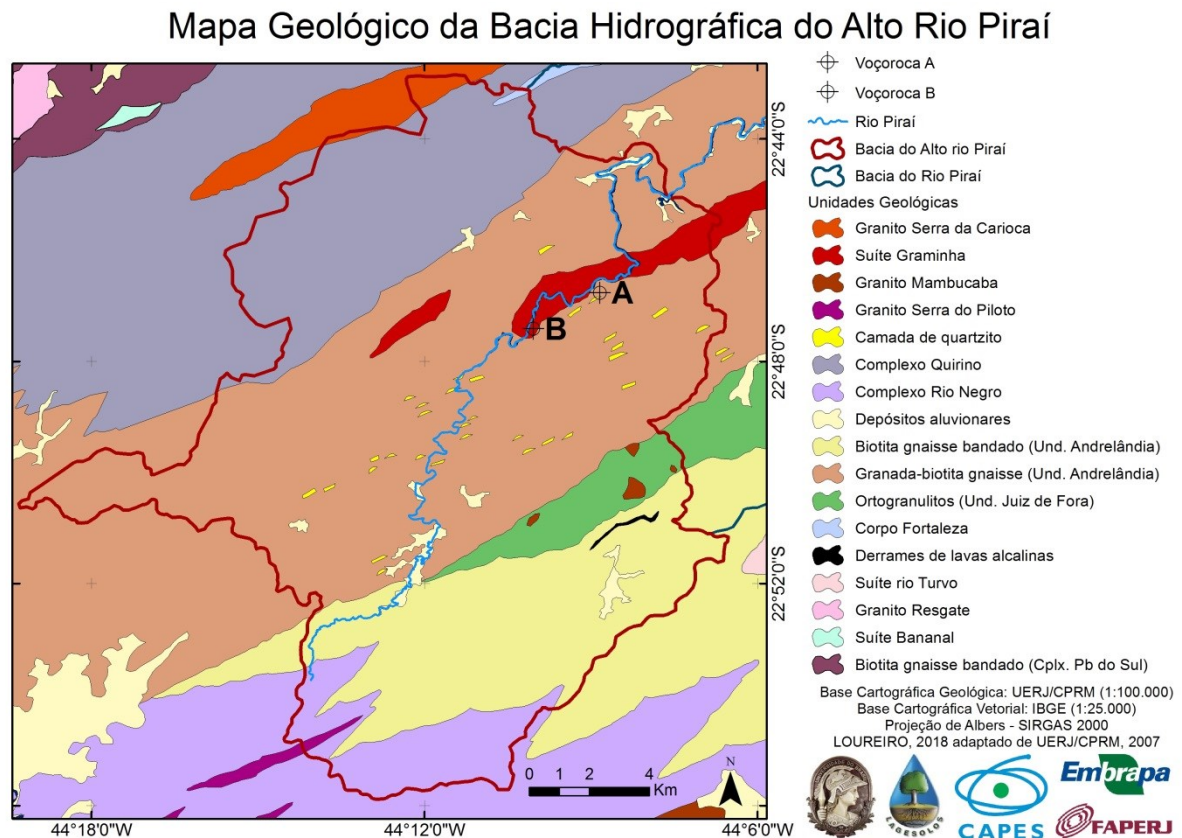 Mapa Geológico da Bacia Hidrográfica do Alto Rio Piraí
Voçoroca A
Voçoroca B
Rio Piraí
Bacia do Alto rio Piraí
Bacia do Rio Piraí
Unidades Geológicas
Granito Serra da Carioca
Suíte Graminha
Granito Mambucaba
Granito Serra do Piloto
Camada de quartzito
Complexo Quirino
Complexo Rio Negro
Depósitos aluvionares
Biotita gnaisse bandado (Und. Andrelândia)
Granada-biotita gnaisse (Und. Andrelândia)
Ortogranulitos (Und. Juiz de Fora)
Corpo Fortaleza
Derrames de lavas alcalinas
Suíte rio Turvo
Granito Resgate
Suíte Bananal
Biotita gnaisse bandado (Cplx. Pb do Sul)
Base Cartográfica Geológica: UERJ/CPRM (1:100.000)
Base Cartográfica Vetorial: IBGE (1:25.000)
Projeção de Albers - SIRGAS 2000
LOUREIRO, 2018 adaptado de UERJ/CPRM, 2007
A
B
22°44'0"S
22°48'0"S
22°52'0"S
44°18'0"W
44°12'0"W
44°6'0"W
0 1 2 4
Km
N
LAGESOLOS
CAPES
Embrapa
FAPERJ